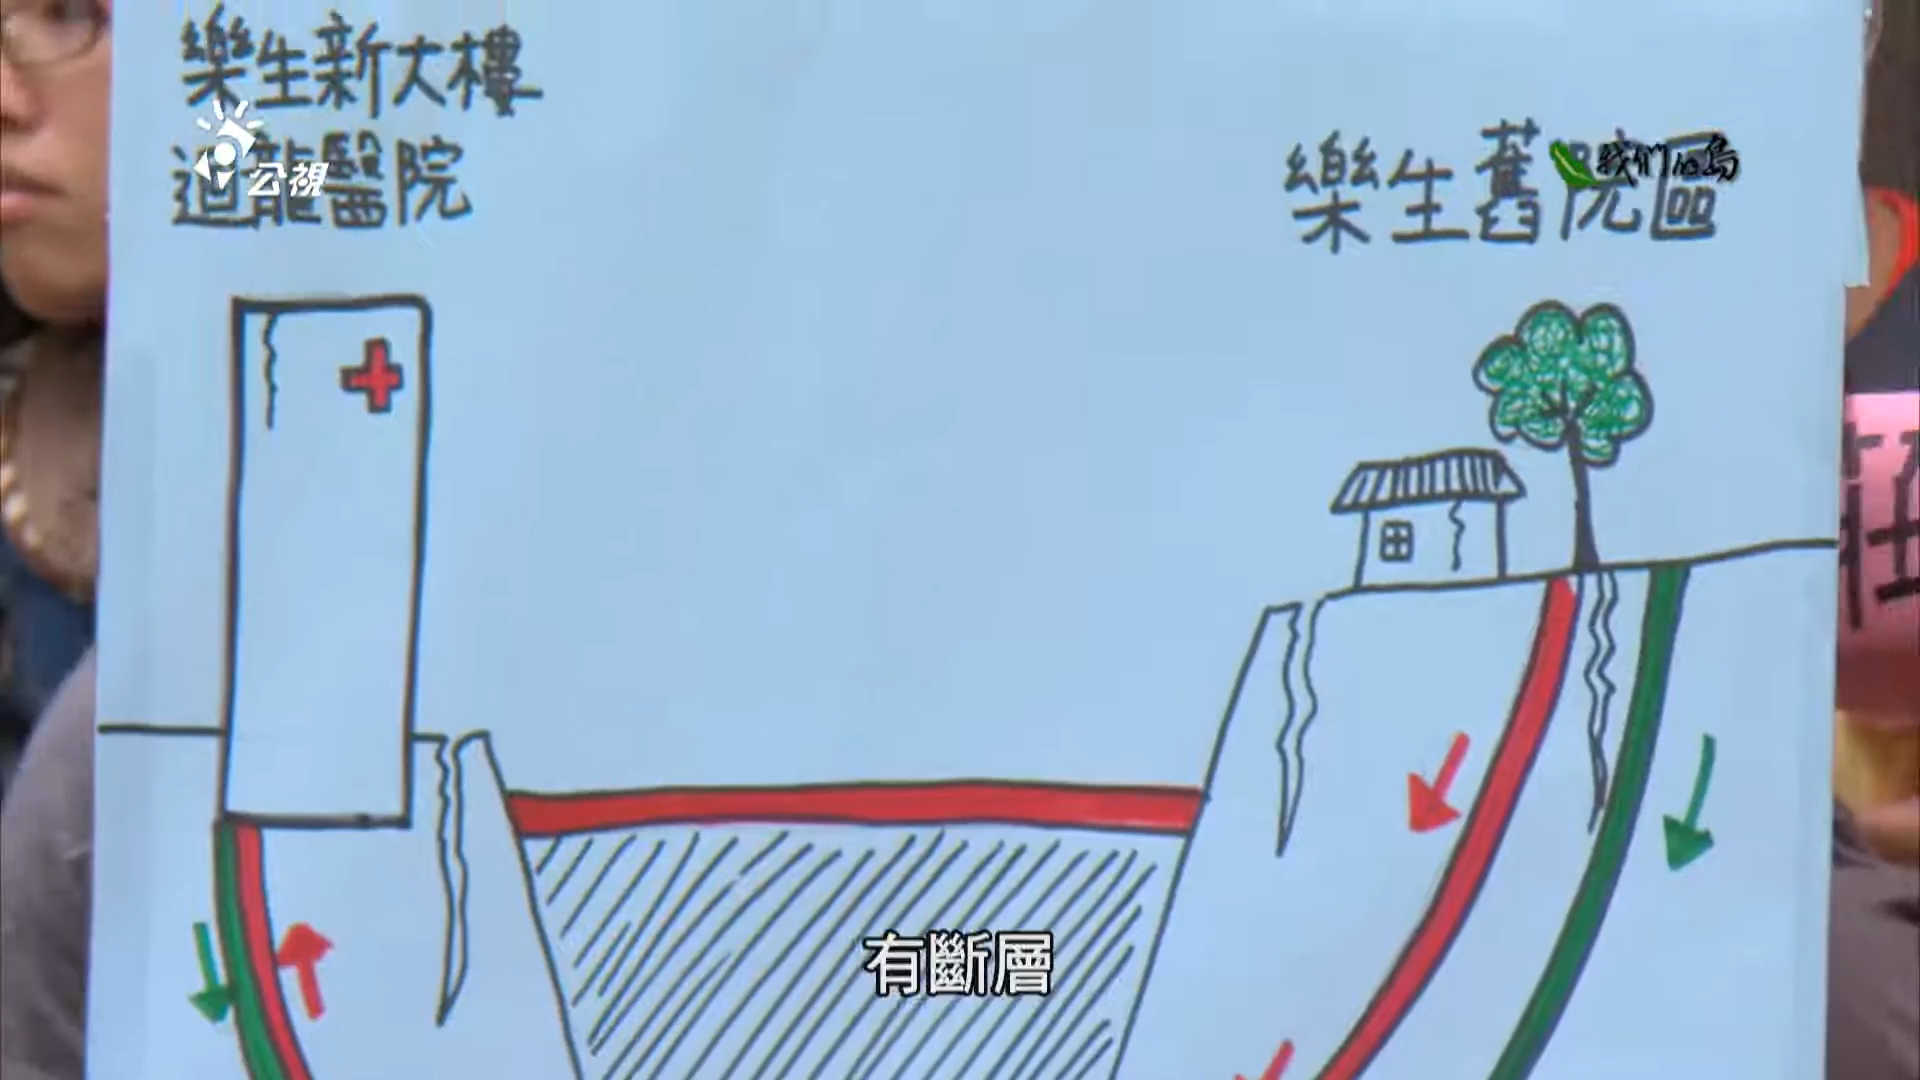 樂生新大樓
迴龍醫院
公視
樂生舊院區
我們的島
有斷層